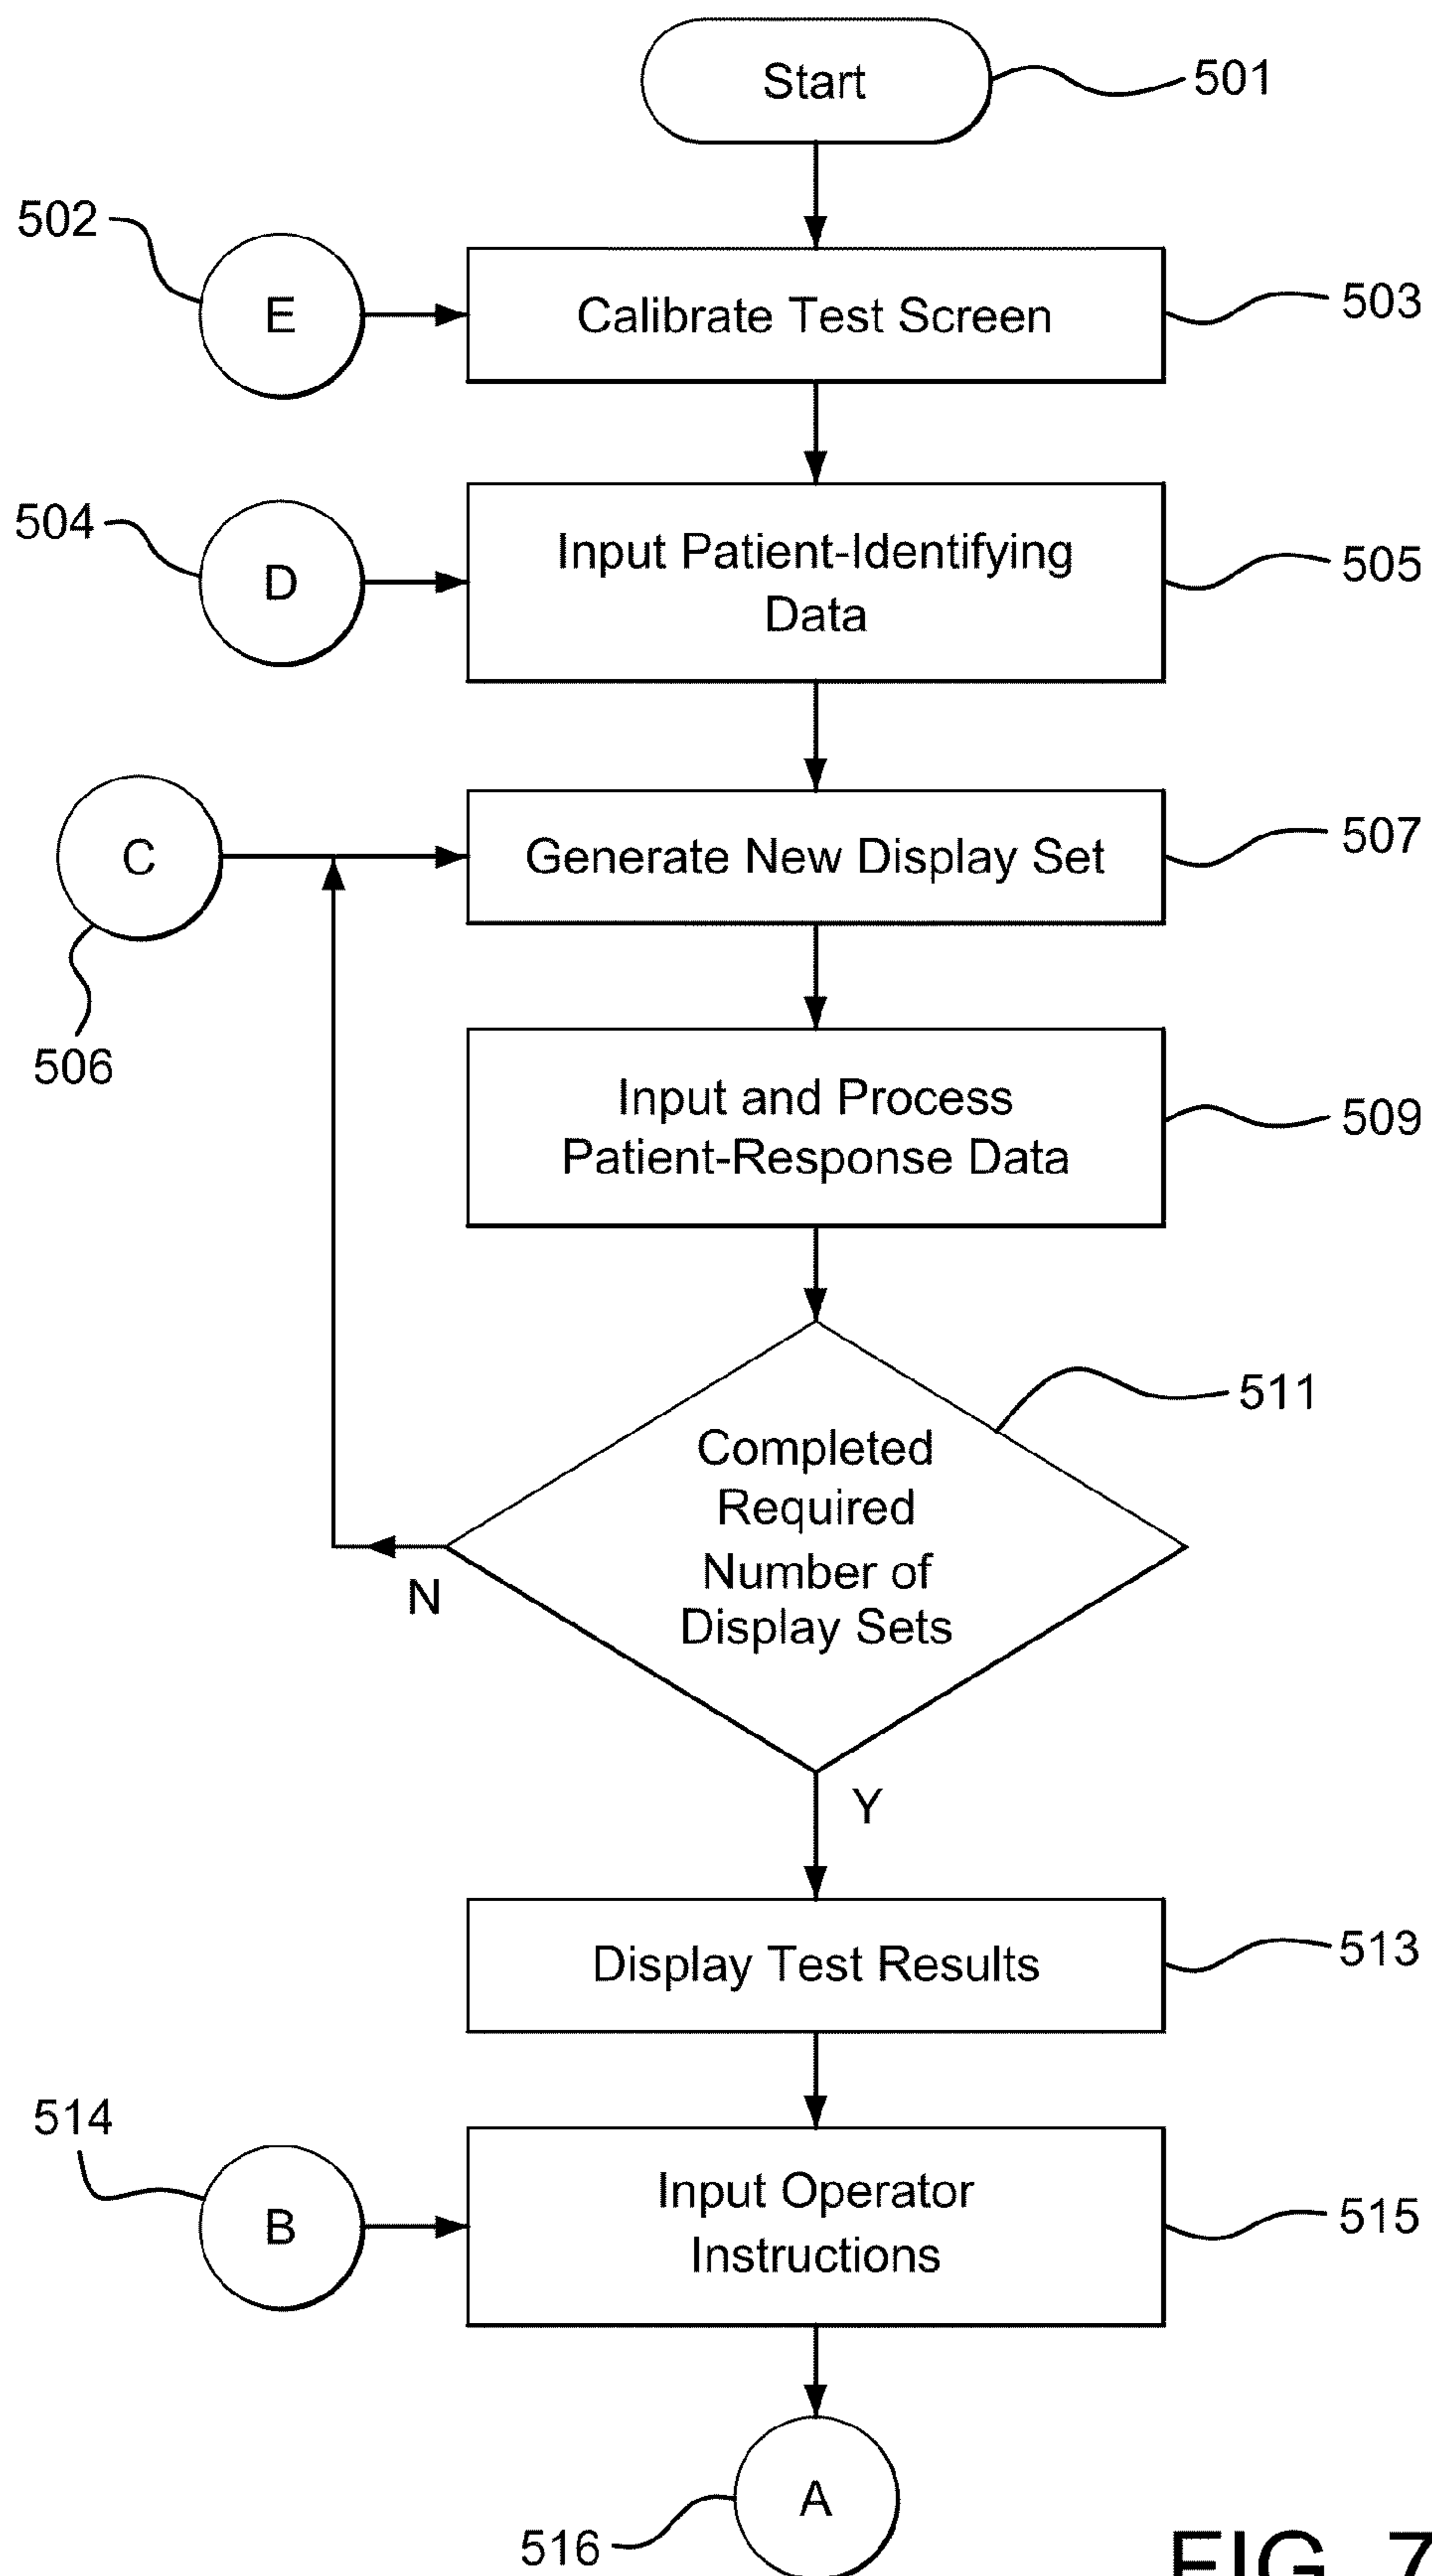 Start
501
502
E
Calibrate Test Screen
503
504
D
Input Patient-Identifying
Data
505
C
Generate New Display Set
507
506
Input and Process
Patient-Response Data
509
511
Completed
Required
Number of
Display Sets
N
Y
Display Test Results
513
514
B
Input Operator
Instructions
515
A
516
FIG. 7